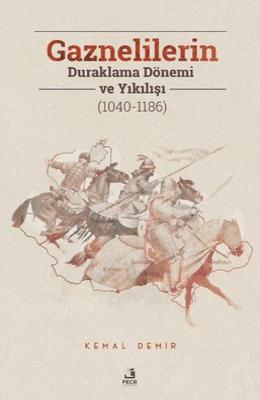 Gaznelilerin
Duraklama Dönemi
ve Yıkılışı
(1040-1186)
KEMAL DEMİR
FECR